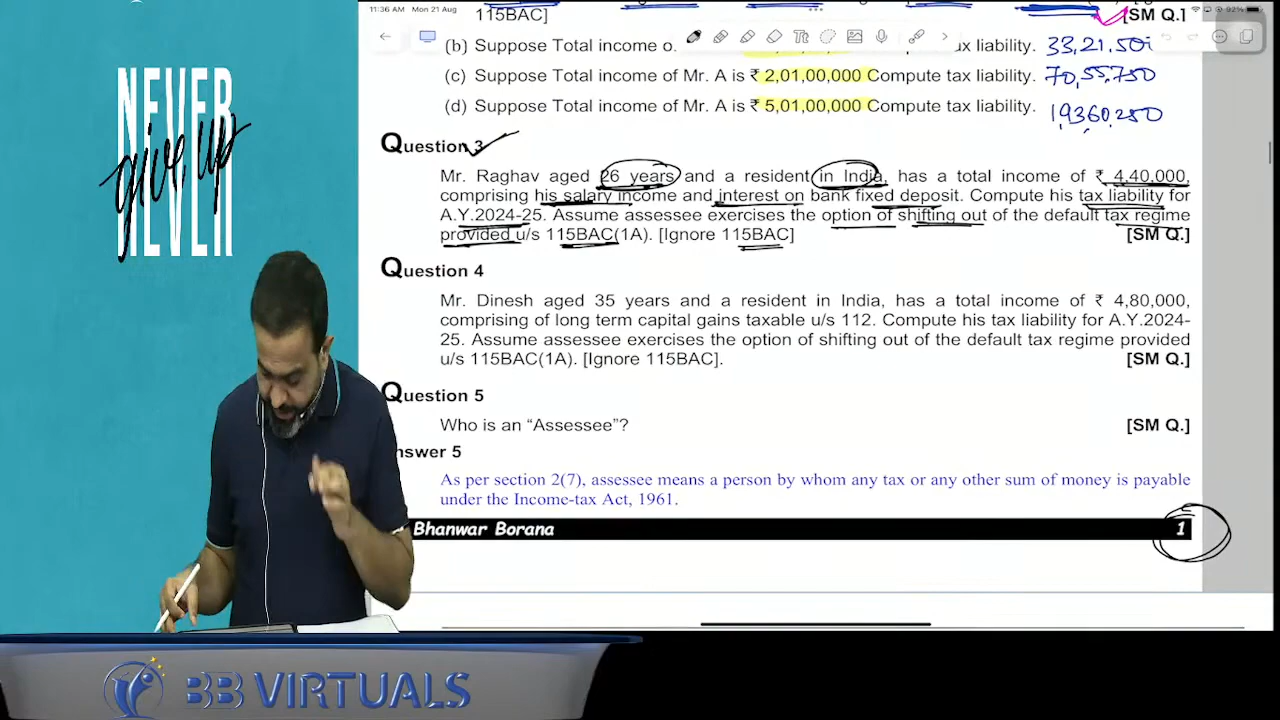 11:36 AM Mon 21 Aug
92%
115BAC]
[SM Q.]
(b) Suppose Total income o. ax liability. 33,21,50
(c) Suppose Total income of Mr. A is ₹ 2,01,00,000 Compute tax liability. 70,55,750
(d) Suppose Total income of Mr. A is ₹ 5,01,00,000 Compute tax liability. 19360,250
Question 3
Mr. Raghav aged 26 years and a resident in India, has a total income of ₹ 4,40,000,
comprising his salary income and interest on bank fixed deposit. Compute his tax liability for
A.Y.2024-25. Assume assessee exercises the option of shifting out of the default tax regime
provided u/s 115BAC(1A). [Ignore 115BAC] [SM Q.]
Question 4
Mr. Dinesh aged 35 years and a resident in India, has a total income of ₹ 4,80,000,
comprising of long term capital gains taxable u/s 112. Compute his tax liability for A.Y.2024-
25. Assume assessee exercises the option of shifting out of the default tax regime provided
u/s 115BAC(1A). [Ignore 115BAC]. [SM Q.]
Question 5
Who is an “Assessee”? [SM Q.]
nswer 5
As per section 2(7), assessee means a person by whom any tax or any other sum of money is payable
under the Income-tax Act, 1961.
Bhanwar Borana 1
NEVER
give up
NEVER
BB VIRTUALS